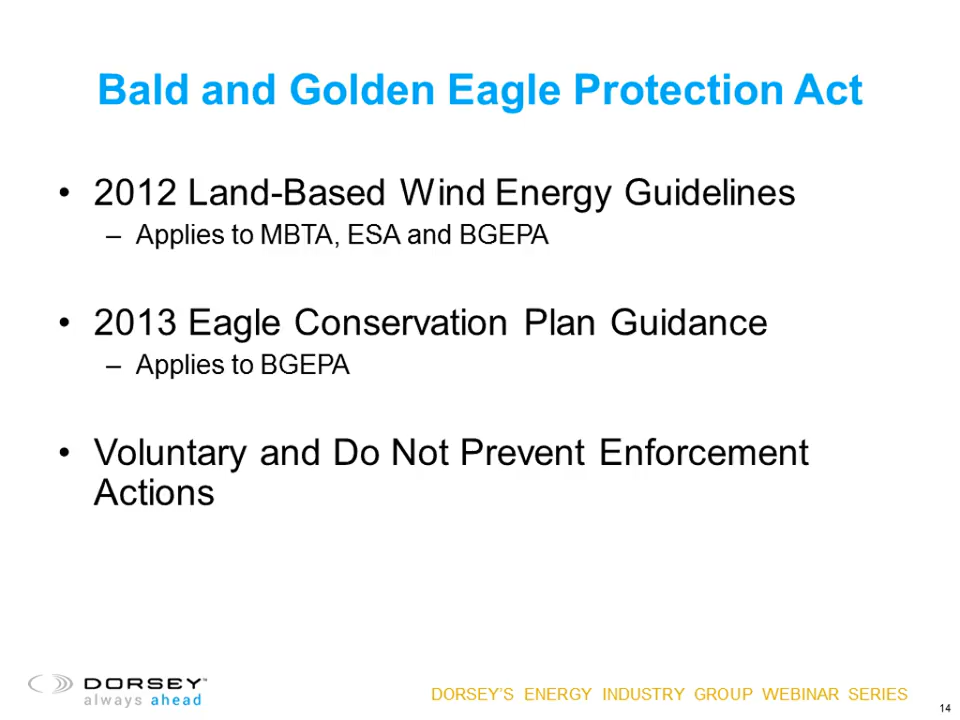 Bald and Golden Eagle Protection Act
• 2012 Land-Based Wind Energy Guidelines
– Applies to MBTA, ESA and BGEPA
• 2013 Eagle Conservation Plan Guidance
– Applies to BGEPA
• Voluntary and Do Not Prevent Enforcement
Actions
DORSEY™
always ahead
DORSEY'S ENERGY INDUSTRY GROUP WEBINAR SERIES
14